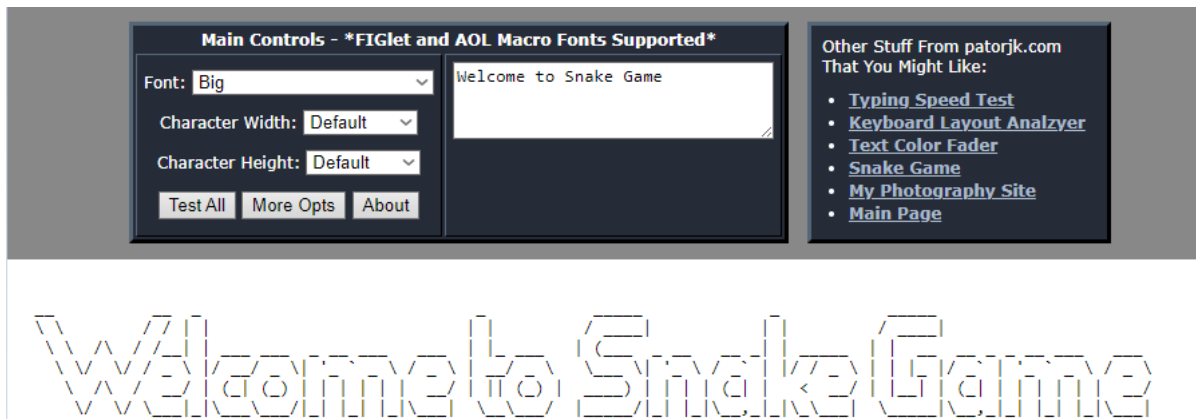 Main Controls - *FIGlet and AOL Macro Fonts Supported*
Font: Big
Character Width: Default
Character Height: Default
Test All More Opts About
Welcome to Snake Game
Other Stuff From patorjk.com
That You Might Like:
Typing Speed Test
Keyboard Layout Analzyer
Text Color Fader
Snake Game
My Photography Site
Main Page
Welcome to Snake Game